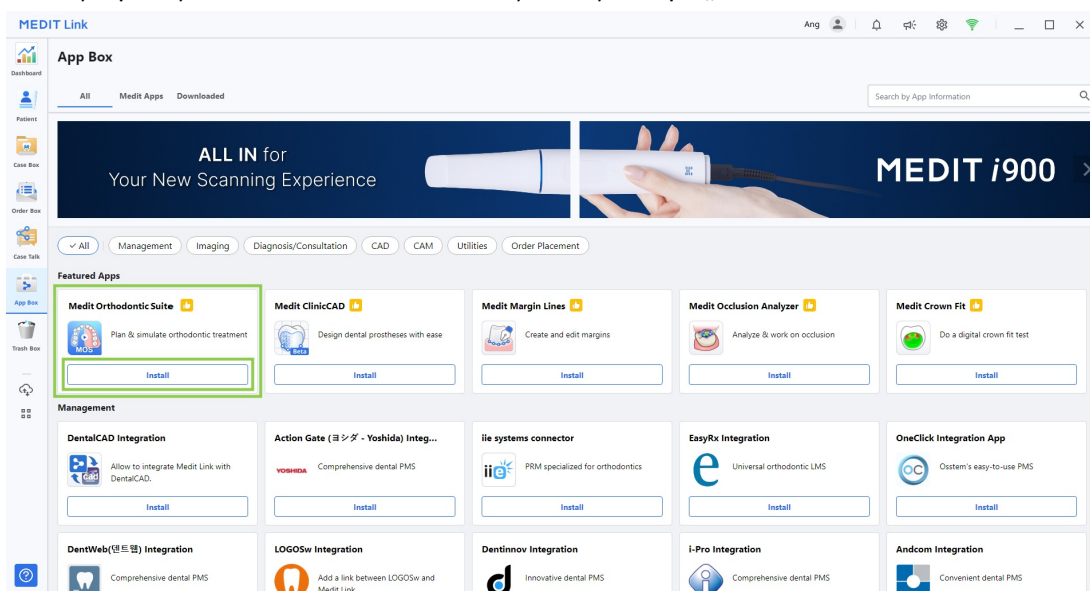 MEDIT Link
Ang
App Box
All Medit Apps Downloaded
Search by App Information
Dashboard
Patient
Case Box
Order Box
Case Talk
App Box
Trash Box
ALL IN for
Your New Scanning Experience
MEDIT i900
All Management Imaging Diagnosis/Consultation CAD CAM Utilities Order Placement
Featured Apps
Medit Orthodontic Suite
Plan & simulate orthodontic treatment
MOS
Install
Medit ClinicCAD
Design dental prostheses with ease
Beta
Install
Medit Margin Lines
Create and edit margins
Install
Medit Occlusion Analyzer
Analyze & work on occlusion
Install
Medit Crown Fit
Do a digital crown fit test
Install
Management
DentalCAD Integration
Allow to integrate Medit Link with
DentalCAD.
cad
Install
Action Gate (ヨシダ - Yoshida) Integ...
YOSHIDA
Comprehensive dental PMS
Install
iie systems connector
iie
PRM specialized for orthodontics
Install
EasyRx Integration
e
Universal orthodontic LMS
Install
OneClick Integration App
OC
Osstem's easy-to-use PMS
Install
DentWeb(덴트웹) Integration
Comprehensive dental PMS
LOGOSw Integration
Add a link between LOGOSw and
Medit Link
Dentinnov Integration
d
Innovative dental PMS
i-Pro Integration
i
Comprehensive dental PMS
Andcom Integration
Convenient dental PMS